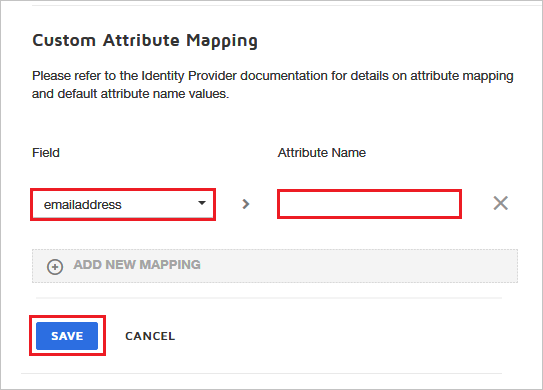 Custom Attribute Mapping
Please refer to the Identity Provider documentation for details on attribute mapping
and default attribute name values.
Field
Attribute Name
emailaddress
ADD NEW MAPPING
SAVE
CANCEL